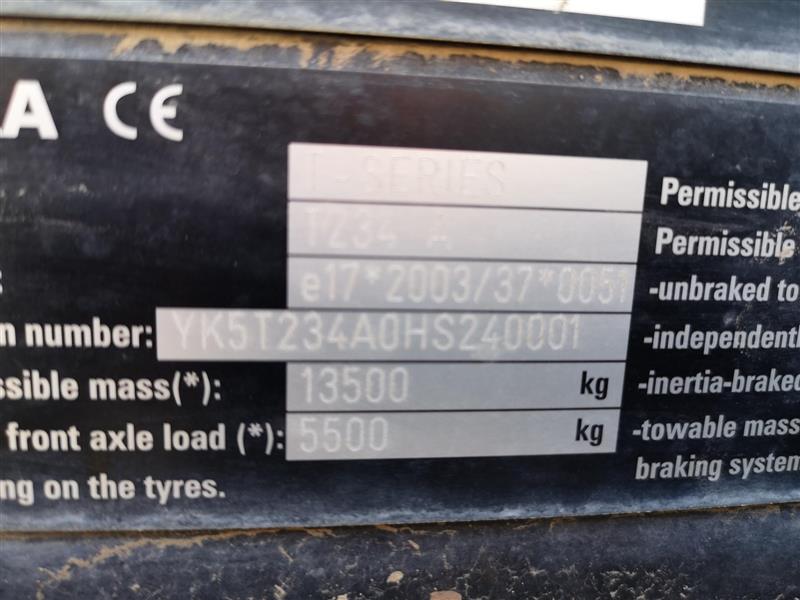 A CE
T-SERIES
Permissible
T234 A
Permissible
e17*2003/37*0051
-unbraked to
n number: YK5T234A0HS240001
-independentl
ssible mass(*): 13500 kg
-inertia-braked
front axle load (*): 5500 kg
-towable mass
ng on the tyres.
braking system